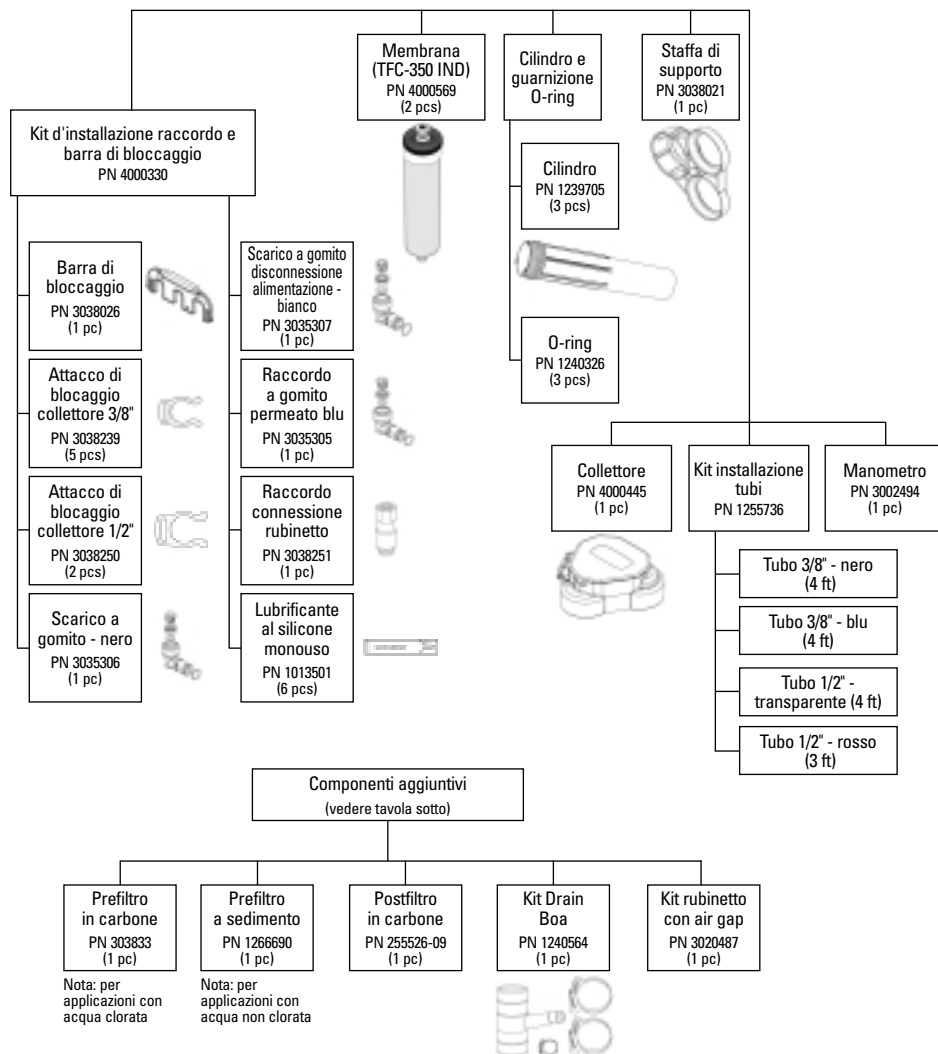 Membrana
(TFC-350 IND)
PN 4000569
(2 pcs)
Cilindro e
guarnizione
O-ring
Staffa di
supporto
PN 3038021
(1 pc)
Kit d'installazione raccordo e
barra di bloccaggio
PN 4000330
Cilindro
PN 1239705
(3 pcs)
O-ring
PN 1240326
(3 pcs)
Barra di
bloccaggio
PN 3038026
(1 pc)
Attacco di
blocaggio
collettore 3/8"
PN 3038239
(5 pcs)
Attacco di
bloccaggio
collettore 1/2"
PN 3038250
(2 pcs)
Scarico a
gomito - nero
PN 3035306
(1 pc)
Scarico a gomito
disconnessione
alimentazione -
bianco
PN 3035307
(1 pc)
Raccordo
a gomito
permeato blu
PN 3035305
(1 pc)
Raccordo
connessione
rubinetto
PN 3038251
(1 pc)
Lubrificante
al silicone
monouso
PN 1013501
(6 pcs)
Collettore
PN 4000445
(1 pc)
Kit installazione
tubi
PN 1255736
Manometro
PN 3002494
(1 pc)
Tubo 3/8" - nero
(4 ft)
Tubo 3/8" - blu
(4 ft)
Tubo 1/2" -
transparente (4 ft)
Tubo 1/2" - rosso
(3 ft)
Componenti aggiuntivi
(vedere tavola sotto)
Prefiltro
in carbone
PN 303833
(1 pc)
Nota: per
applicazioni con
acqua clorata
Prefiltro
a sedimento
PN 1266690
(1 pc)
Nota: per
applicazioni con
acqua non clorata
Postfiltro
in carbone
PN 255526-09
(1 pc)
Kit Drain
Boa
PN 1240564
(1 pc)
Kit rubinetto
con air gap
PN 3020487
(1 pc)